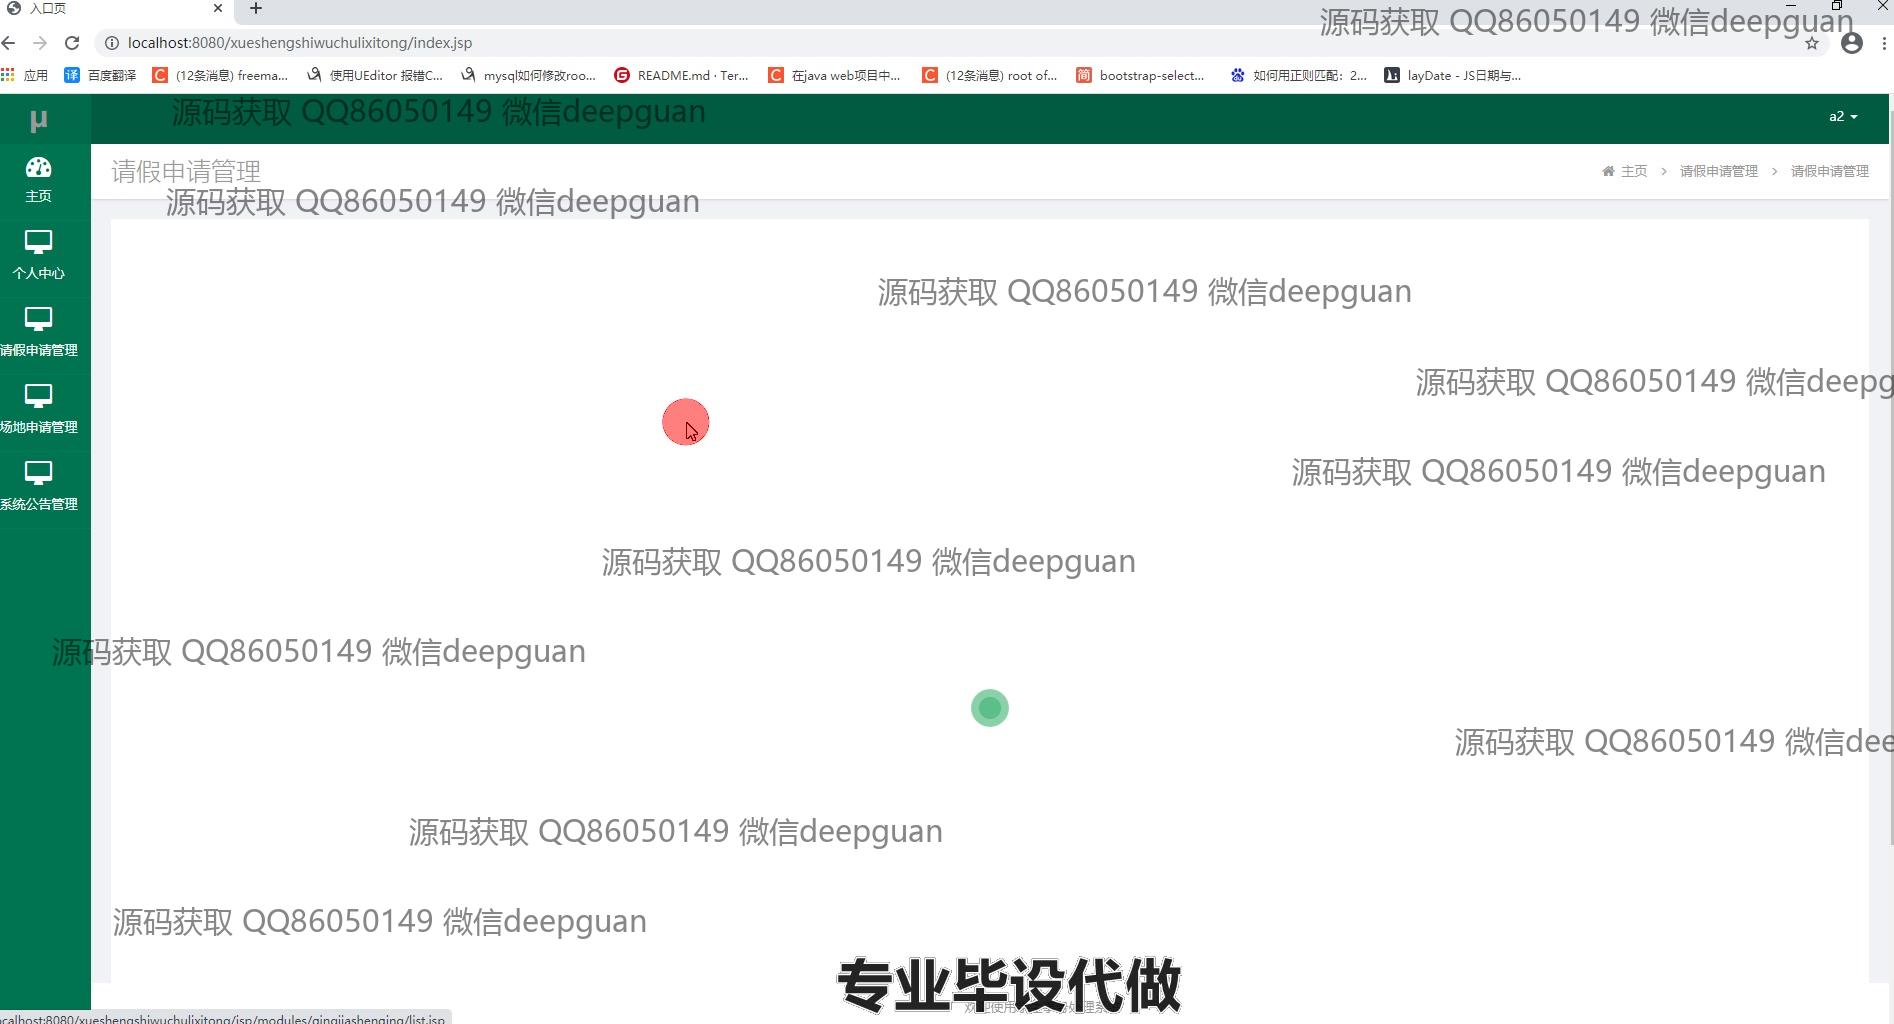 入口页
localhost:8080/xueshengshiwuchulixitong/index.jsp
源码获取 QQ86050149 微信deepguan
应用 百度翻译 (12条消息) freema... 使用UEditor 报错C... mysql如何修改roo... README.md · Ter... 在java web项目中... (12条消息) root of... bootstrap-select... 如何用正则匹配：2... layDate - JS日期与...
μ
源码获取 QQ86050149 微信deepguan
a2
请假申请管理
主页 > 请假申请管理 > 请假申请管理
主页
源码获取 QQ86050149 微信deepguan
个人中心
源码获取 QQ86050149 微信deepguan
请假申请管理
源码获取 QQ86050149 微信deepg
场地申请管理
源码获取 QQ86050149 微信deepguan
系统公告管理
源码获取 QQ86050149 微信deepguan
源码获取 QQ86050149 微信deepguan
源码获取 QQ86050149 微信dee
源码获取 QQ86050149 微信deepguan
源码获取 QQ86050149 微信deepguan
专业毕设代做
ocalhost:8080/xueshengshiwuchulixitong/jsp/modules/qingjiashenqing/list.jsp